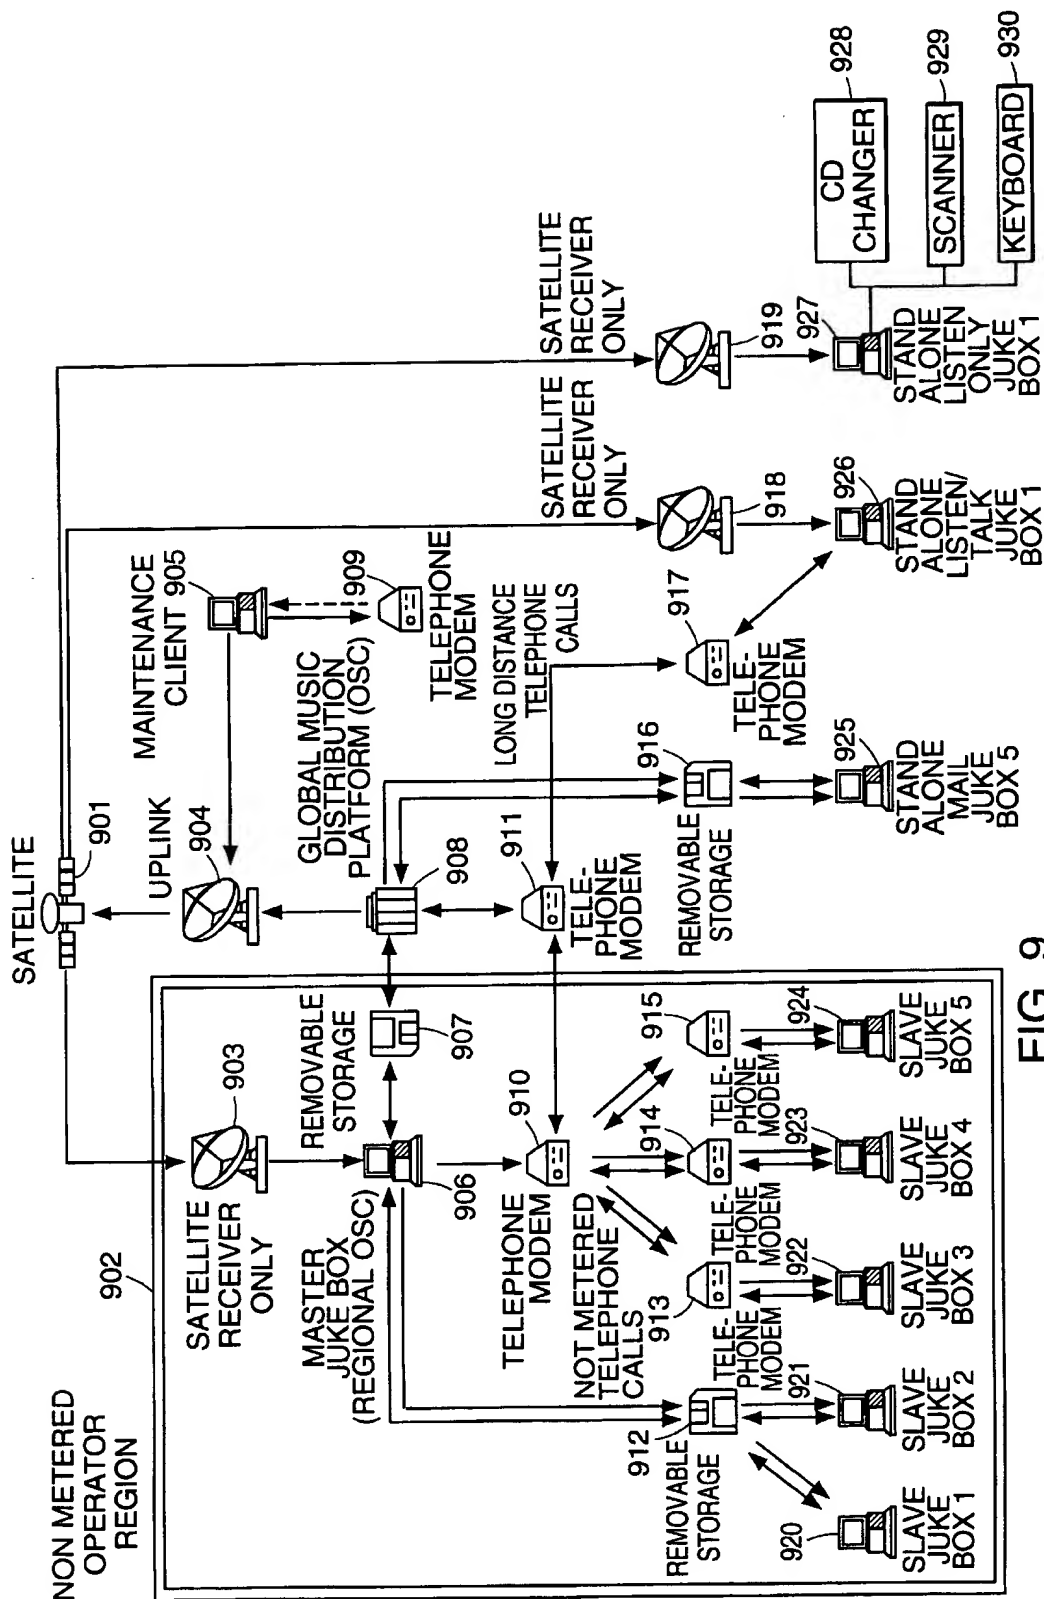 NON METERED
OPERATOR
REGION
902
SATELLITE
901
UPLINK
904
MAINTENANCE
CLIENT 905
909
TELEPHONE
MODEM
GLOBAL MUSIC
DISTRIBUTION
PLATFORM (OSC)
908
SATELLITE
RECEIVER
ONLY
903
REMOVABLE
STORAGE
907
MASTER
JUKE BOX
(REGIONAL OSC)
906
TELEPHONE
MODEM
910
911
TELE-
PHONE
MODEM
LONG DISTANCE
TELEPHONE
CALLS
NOT METERED
TELEPHONE
CALLS
SATELLITE
RECEIVER
ONLY
SATELLITE
RECEIVER
ONLY
REMOVABLE
STORAGE
912
913
TELE-
PHONE
MODEM
914
TELE-
PHONE
MODEM
915
TELE-
PHONE
MODEM
REMOVABLE
STORAGE
916
917
TELE-
PHONE
MODEM
918
919
920
SLAVE
JUKE
BOX 1
921
SLAVE
JUKE
BOX 2
922
SLAVE
JUKE
BOX 3
923
SLAVE
JUKE
BOX 4
924
SLAVE
JUKE
BOX 5
925
STAND
ALONE
MAIL
JUKE
BOX 5
926
STAND
ALONE
LISTEN/
TALK
JUKE
BOX 1
927
STAND
ALONE
LISTEN
ONLY
JUKE
BOX 1
CD
CHANGER
928
SCANNER
929
KEYBOARD
930
FIG. 9